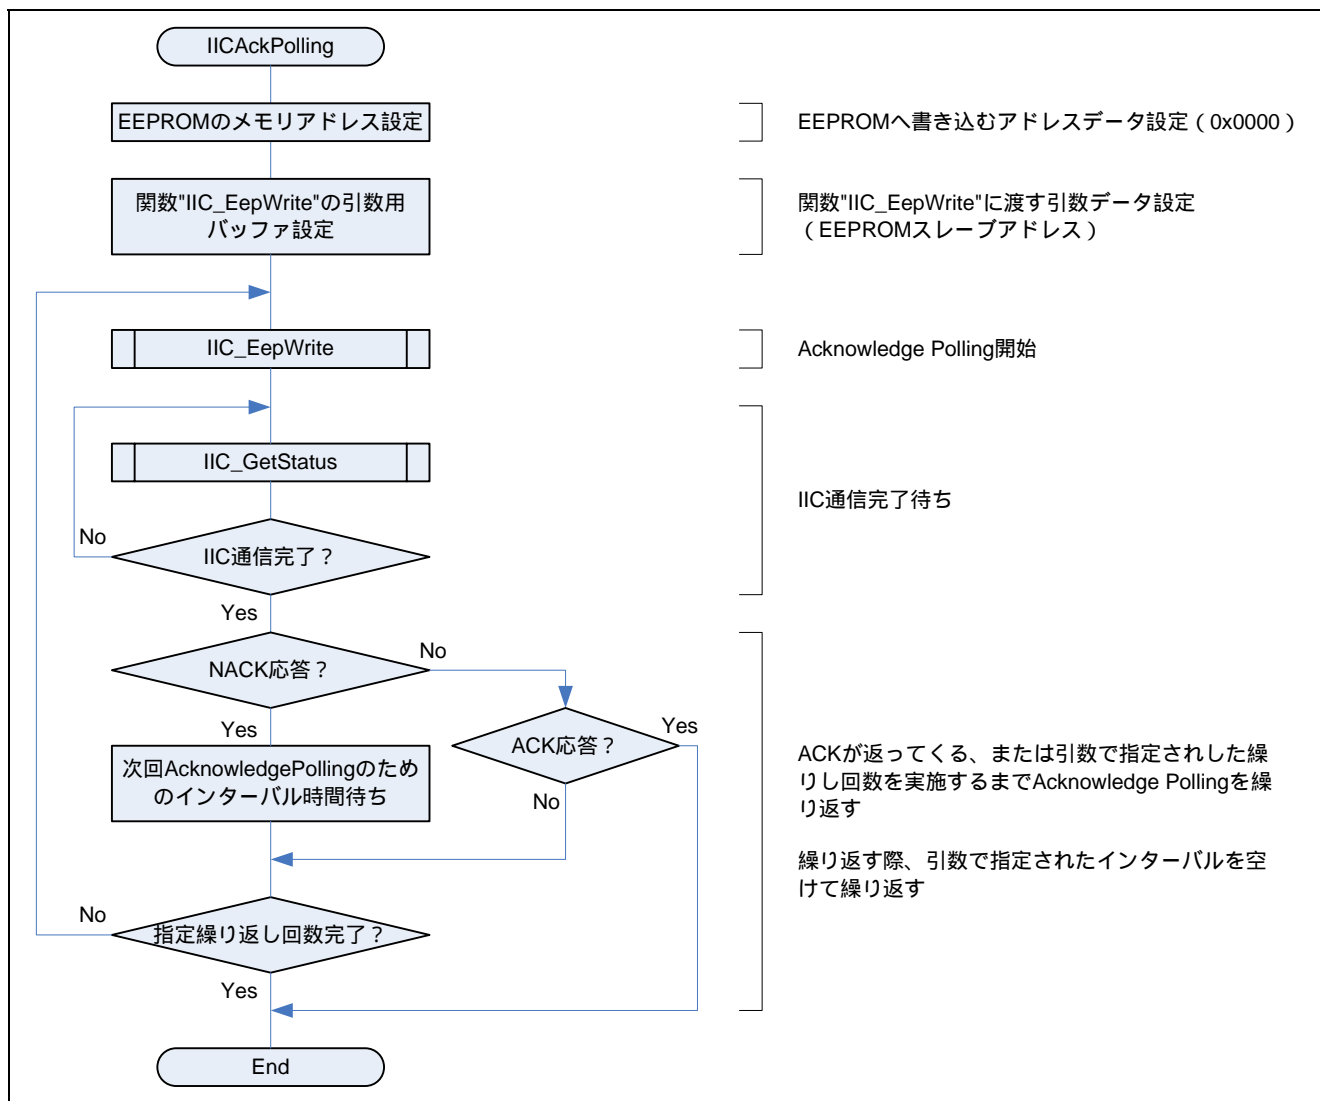 IICAckPolling
EEPROMのメモリアドレス設定
EEPROMへ書き込むアドレスデータ設定（0x0000）
関数"IIC_EepWrite"の引数用
バッファ設定
関数"IIC_EepWrite"に渡す引数データ設定
（EEPROMスレーブアドレス）
IIC_EepWrite
Acknowledge Polling開始
IIC_GetStatus
IIC通信完了待ち
No
IIC通信完了？
Yes
NACK応答？
No
Yes
ACK応答？
Yes
No
次回AcknowledgePollingのため
のインターバル時間待ち
ACKが返ってくる、または引数で指定されした繰
りし回数を実施するまでAcknowledge Pollingを繰
り返す
繰り返す際、引数で指定されたインターバルを空
けて繰り返す
No
指定繰り返し回数完了？
Yes
End